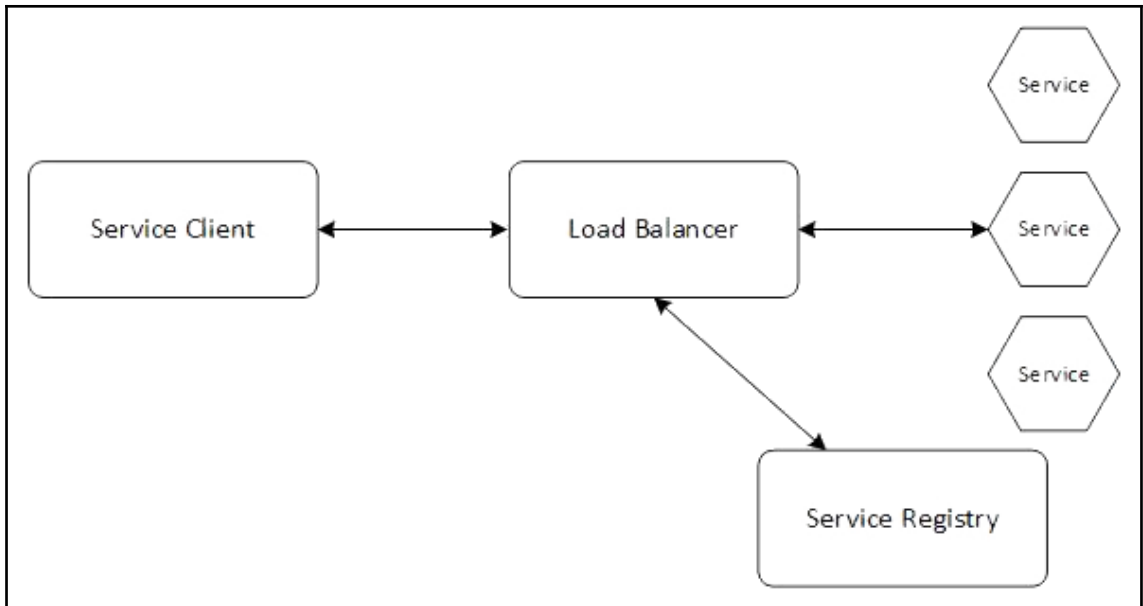 Service
Service Client
Load Balancer
Service
Service
Service Registry